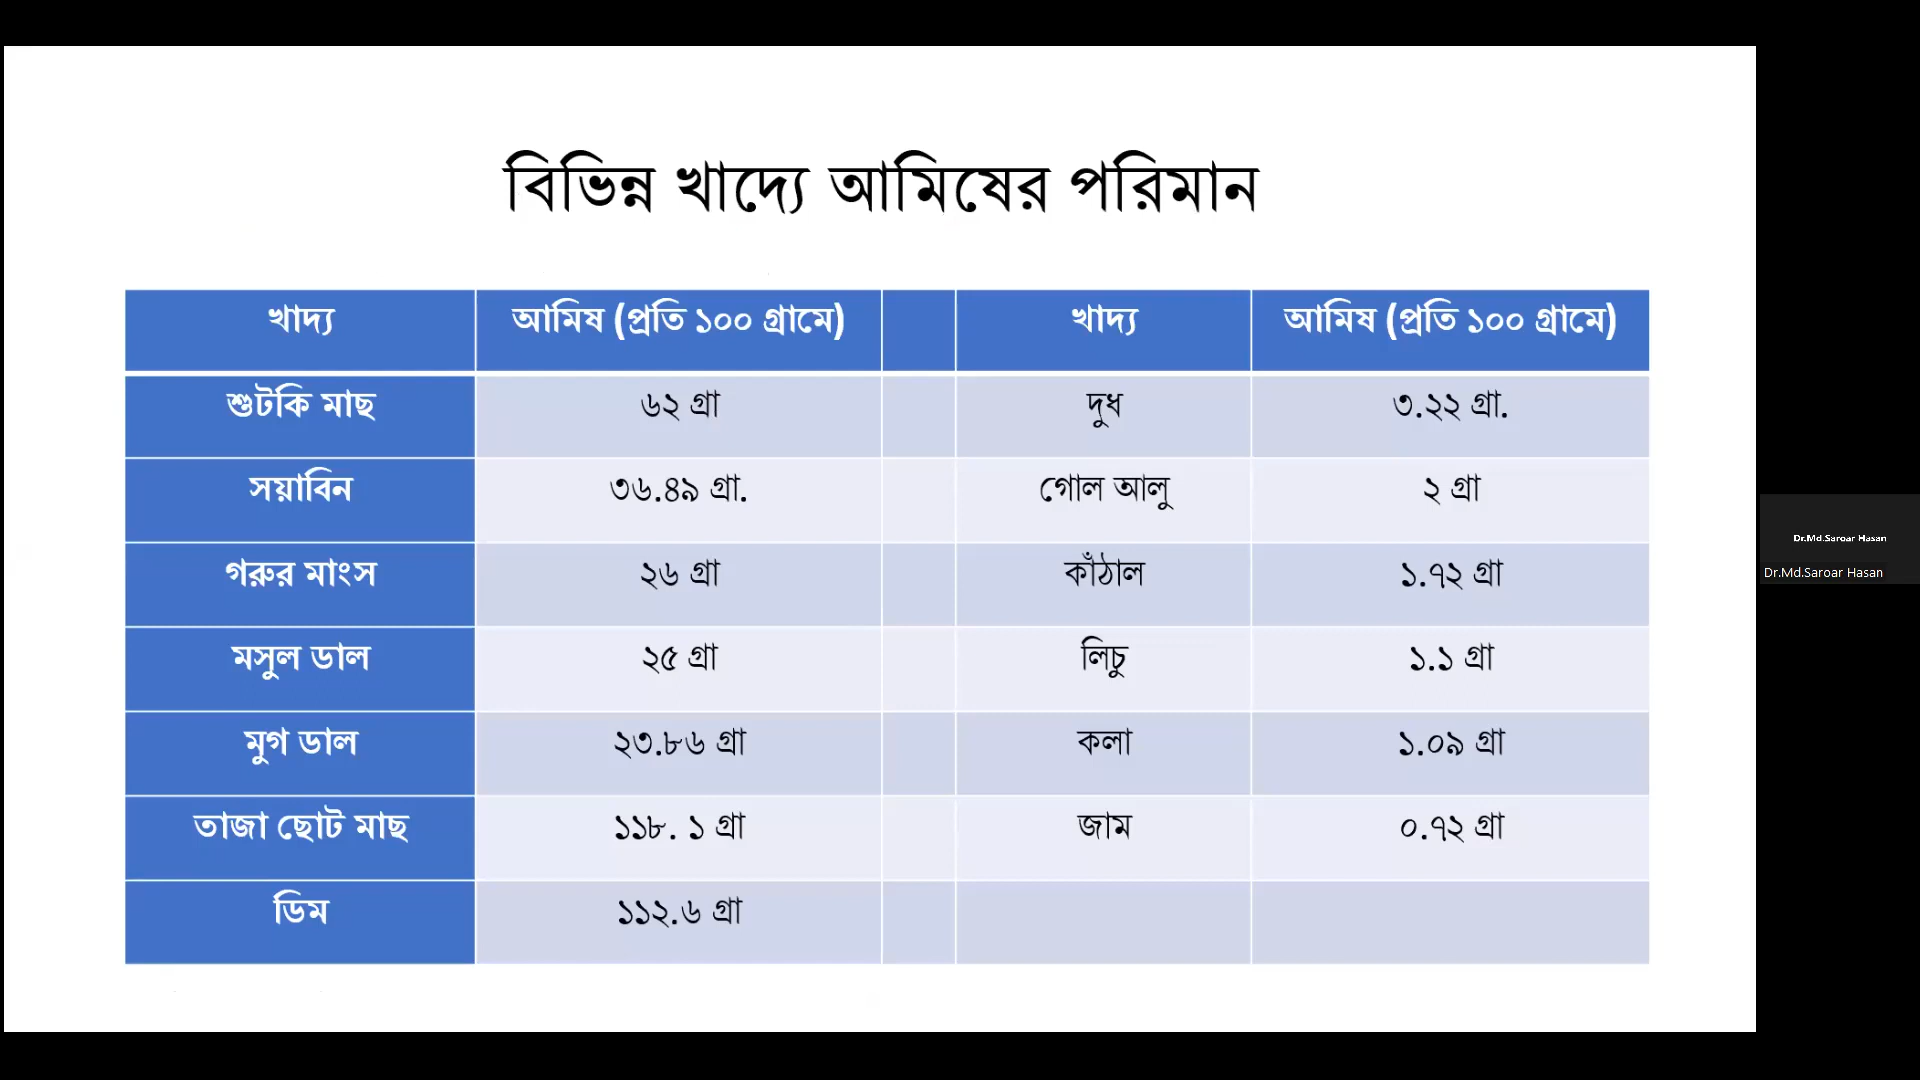 বিভিন্ন খাদ্যে আমিষের পরিমান
খাদ্য আমিষ (প্রতি ১০০ গ্রামে) খাদ্য আমিষ (প্রতি ১০০ গ্রামে)
শুটকি মাছ ৬২ গ্রা দুধ ৩.২২ গ্রা.
সয়াবিন ৩৬.৪৯ গ্রা. গোল আলু ২ গ্রা
গরুর মাংস ২৬ গ্রা কাঁঠাল ১.৭২ গ্রা
মসুল ডাল ২৫ গ্রা লিচু ১.১ গ্রা
মুগ ডাল ২৩.৮৬ গ্রা কলা ১.০৯ গ্রা
তাজা ছোট মাছ ১১৮. ১ গ্রা জাম ০.৭২ গ্রা
ডিম ১১২.৬ গ্রা
Dr.Md.Saroar Hasan
Dr.Md.Saroar Hasan